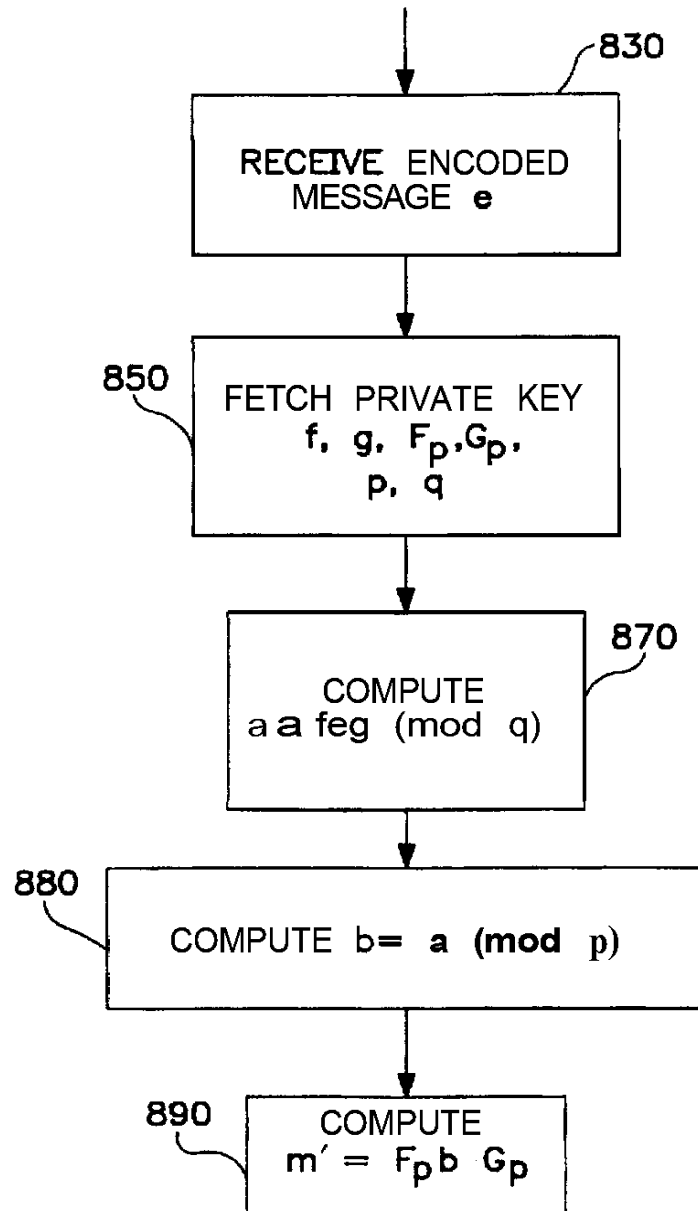 830
RECEIVE ENCODED
MESSAGE e
850
FETCH PRIVATE KEY
f, g, Fp,Gp,
p, q
870
COMPUTE
a a feg (mod q)
880
COMPUTE b= a (mod p)
890
COMPUTE
m′ = Fp b Gp